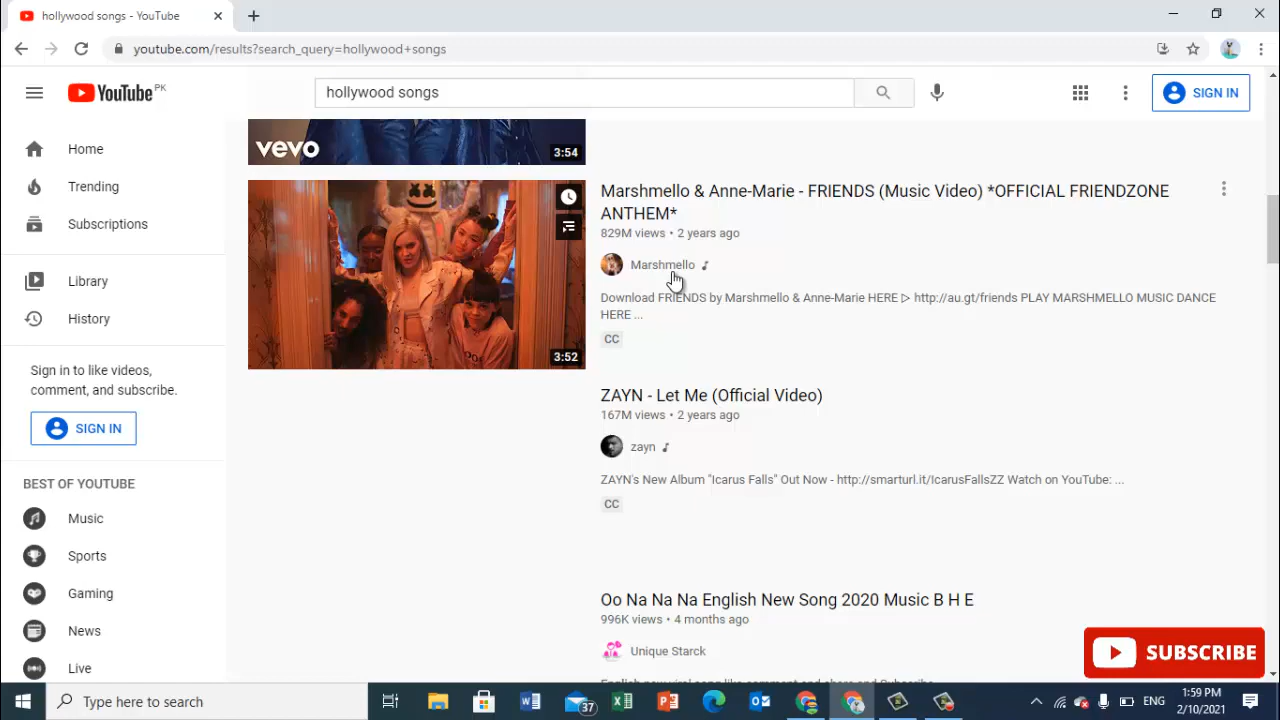 hollywood songs - YouTube
youtube.com/results?search_query=hollywood+songs
YouTube PK
hollywood songs
SIGN IN
Home
Trending
Subscriptions
Library
History
Sign in to like videos,
comment, and subscribe.
SIGN IN
BEST OF YOUTUBE
Music
Sports
Gaming
News
Live
vevo
3:54
3:52
Marshmello & Anne-Marie - FRIENDS (Music Video) *OFFICIAL FRIENDZONE
ANTHEM*
829M views • 2 years ago
Marshmello
Download FRIENDS by Marshmello & Anne-Marie HERE ▷ http://au.gt/friends PLAY MARSHMELLO MUSIC DANCE
HERE ...
CC
ZAYN - Let Me (Official Video)
167M views • 2 years ago
zayn
ZAYN's New Album "Icarus Falls" Out Now - http://smarturl.it/IcarusFallsZZ Watch on YouTube: ...
CC
Oo Na Na Na English New Song 2020 Music B H E
996K views • 4 months ago
Unique Starck
SUBSCRIBE
Type here to search
37
ENG
1:59 PM
2/10/2021